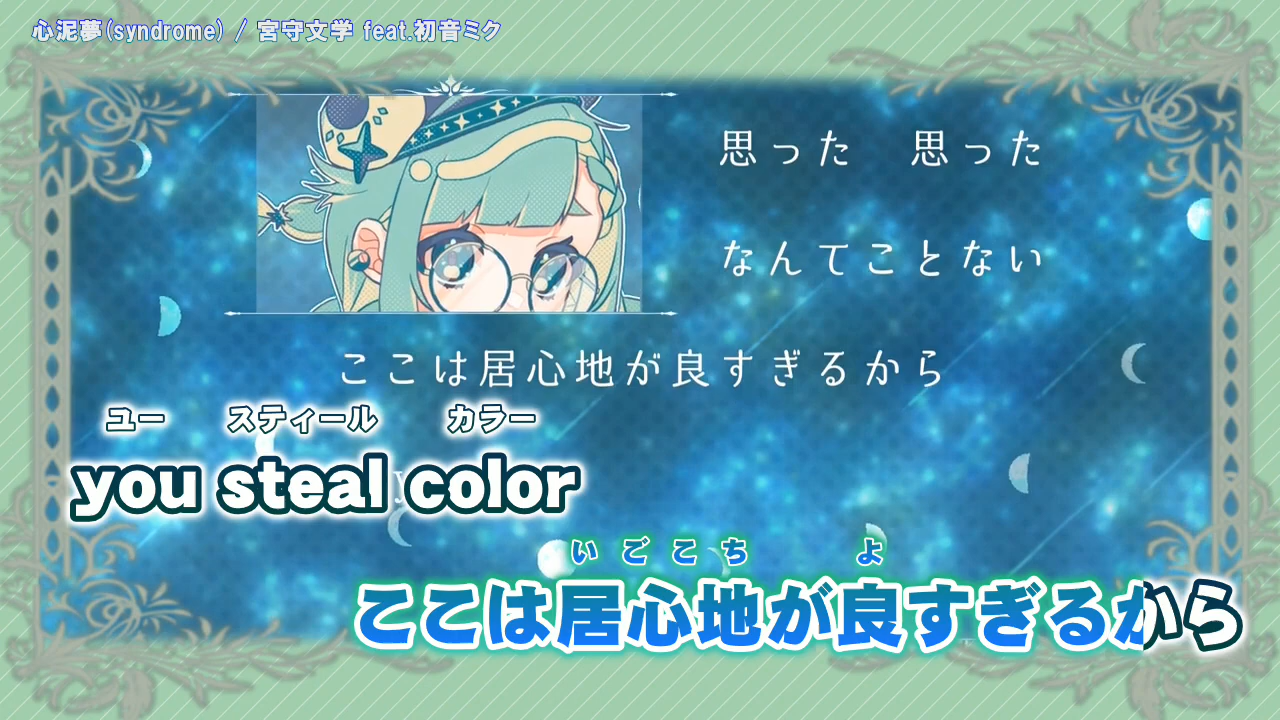 心泥夢(syndrome) / 宮守文学 feat.初音ミク
思った　思った
なんてことない
ここは居心地が良すぎるから
ユー　スティール　カラー
you steal color
いごこち　よ
ここは居心地が良すぎるから